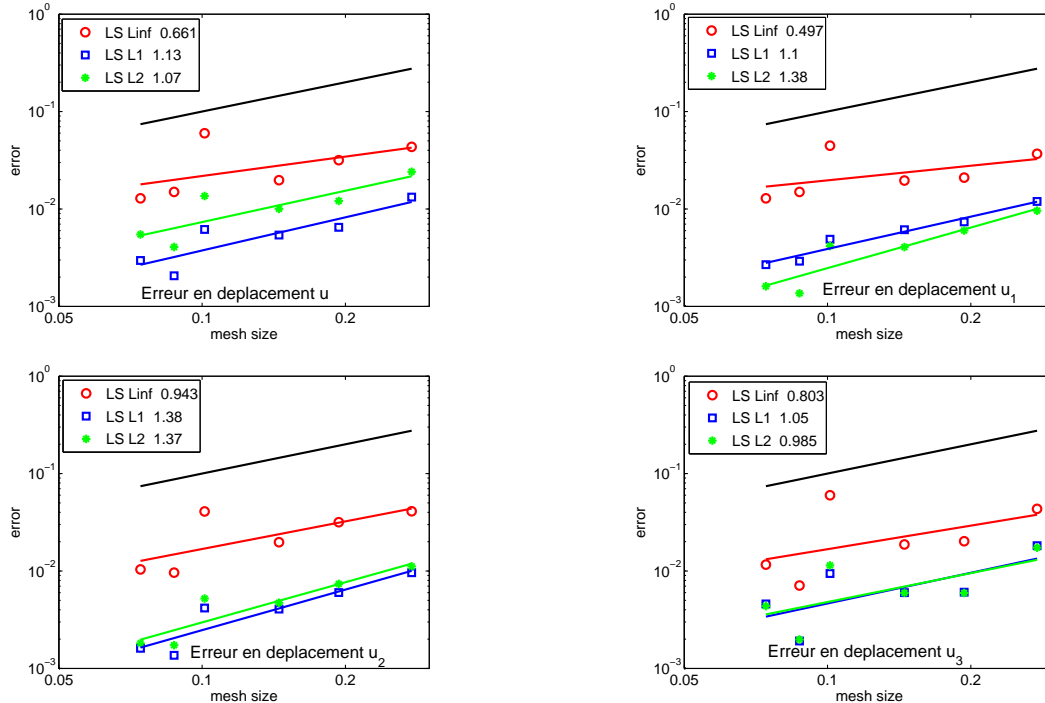 10^0
10^-1
10^-2
10^-3
error
0.05
0.1
0.2
mesh size
LS Linf 0.661
LS L1 1.13
LS L2 1.07
Erreur en deplacement u
10^0
10^-1
10^-2
10^-3
error
0.05
0.1
0.2
mesh size
LS Linf 0.497
LS L1 1.1
LS L2 1.38
Erreur en deplacement u_1
10^0
10^-1
10^-2
10^-3
error
0.05
0.1
0.2
mesh size
LS Linf 0.943
LS L1 1.38
LS L2 1.37
Erreur en deplacement u_2
10^0
10^-1
10^-2
10^-3
error
0.05
0.1
0.2
mesh size
LS Linf 0.803
LS L1 1.05
LS L2 0.985
Erreur en deplacement u_3